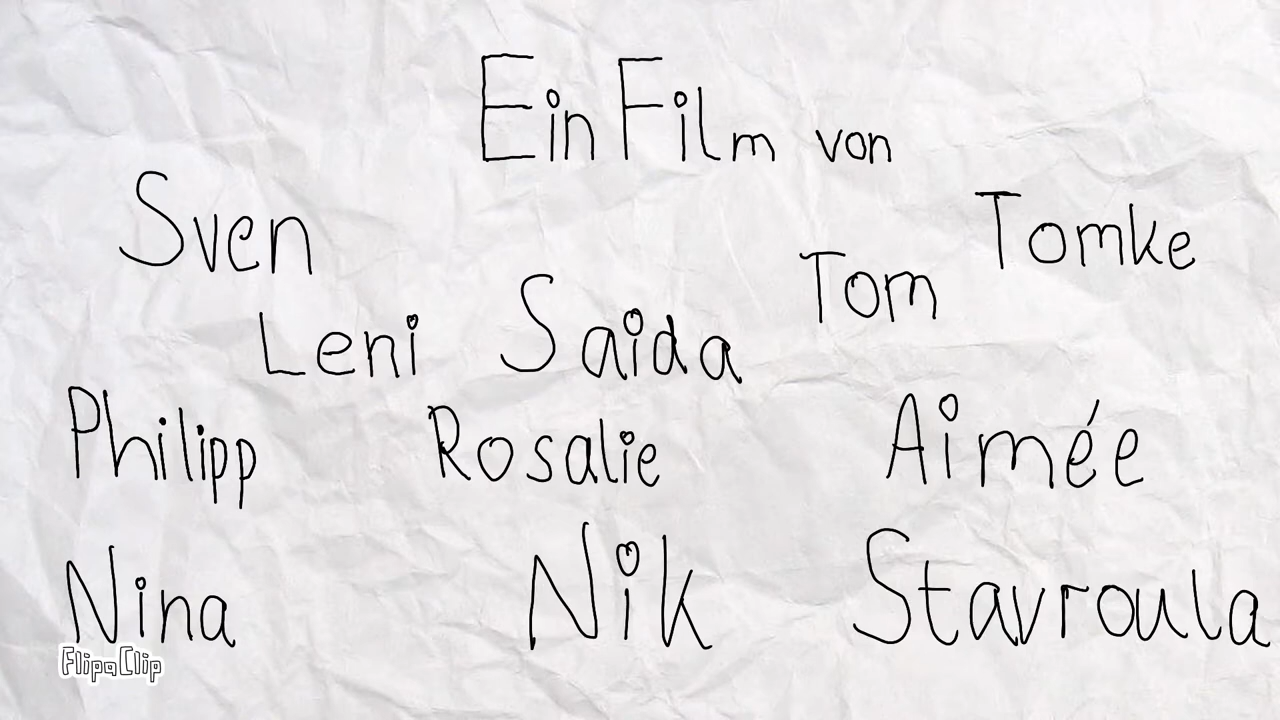 Ein Film von
Sven
Tomke
Tom
Leni Saida
Philipp Rosalie Aimée
Nina Nik Stavroula
FlipaClip